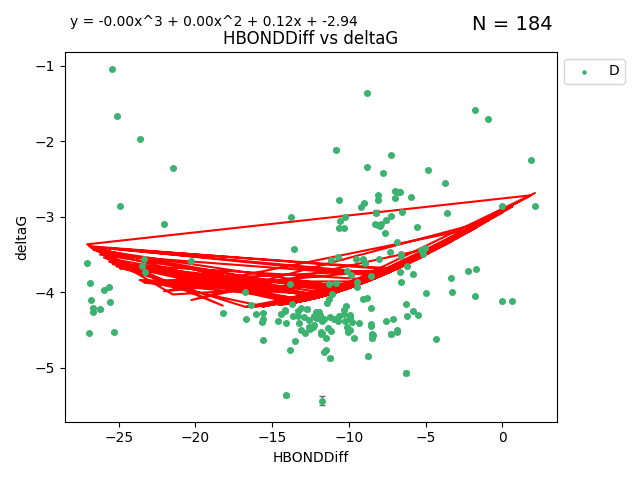 y = -0.00x^3 + 0.00x^2 + 0.12x + -2.94
N = 184
HBONDDiff vs deltaG
D
−1
−2
−3
−4
−5
deltaG
−25 −20 −15 −10 −5 0
HBONDDiff